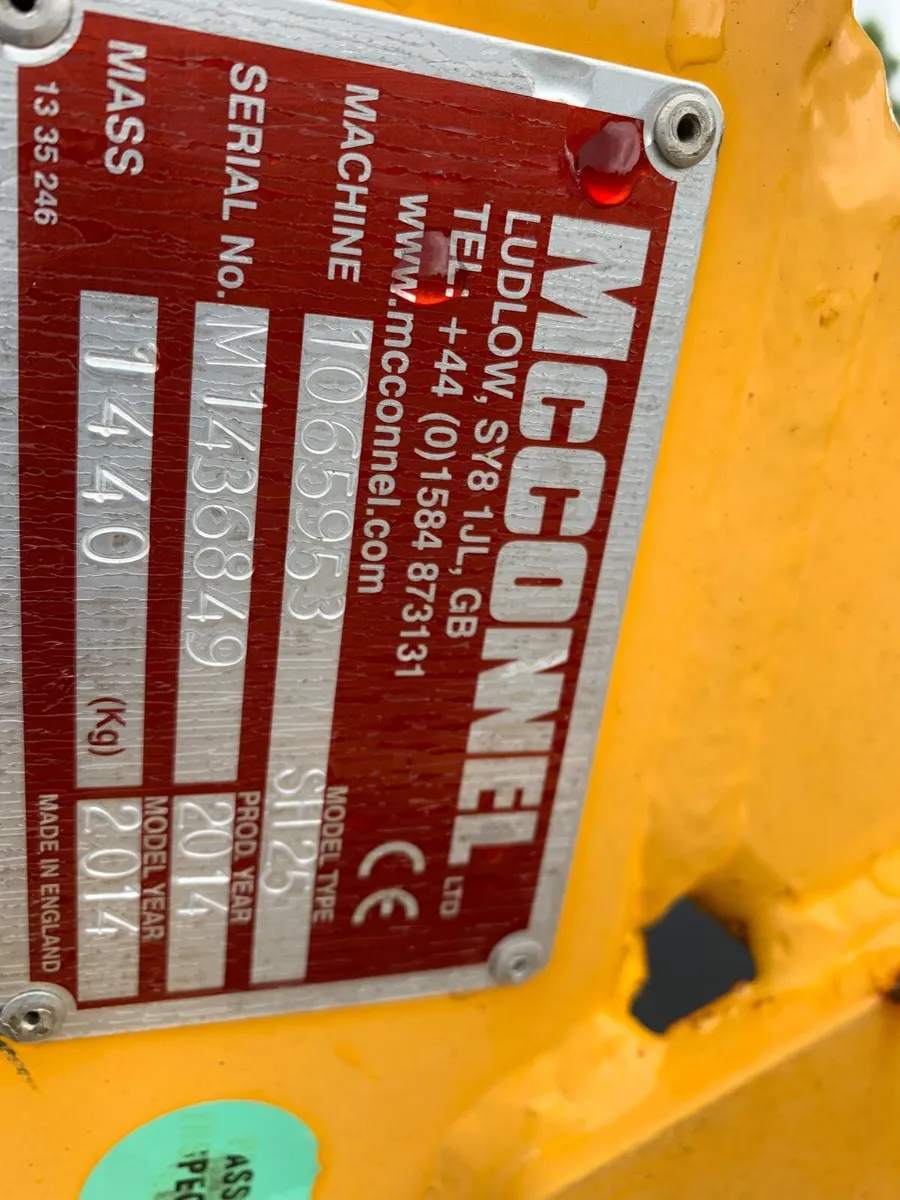 McCONNEL LTD
LUDLOW, SY8 1JL, GB
TEL: +44 (0)1584 873131
www.mcconnel.com
CE
MACHINE 1065953
MODEL TYPE
SH25
SERIAL No. M1436849
PROD. YEAR
2014
MASS 1440 (Kg)
MODEL YEAR
2014
13 35 246
MADE IN ENGLAND